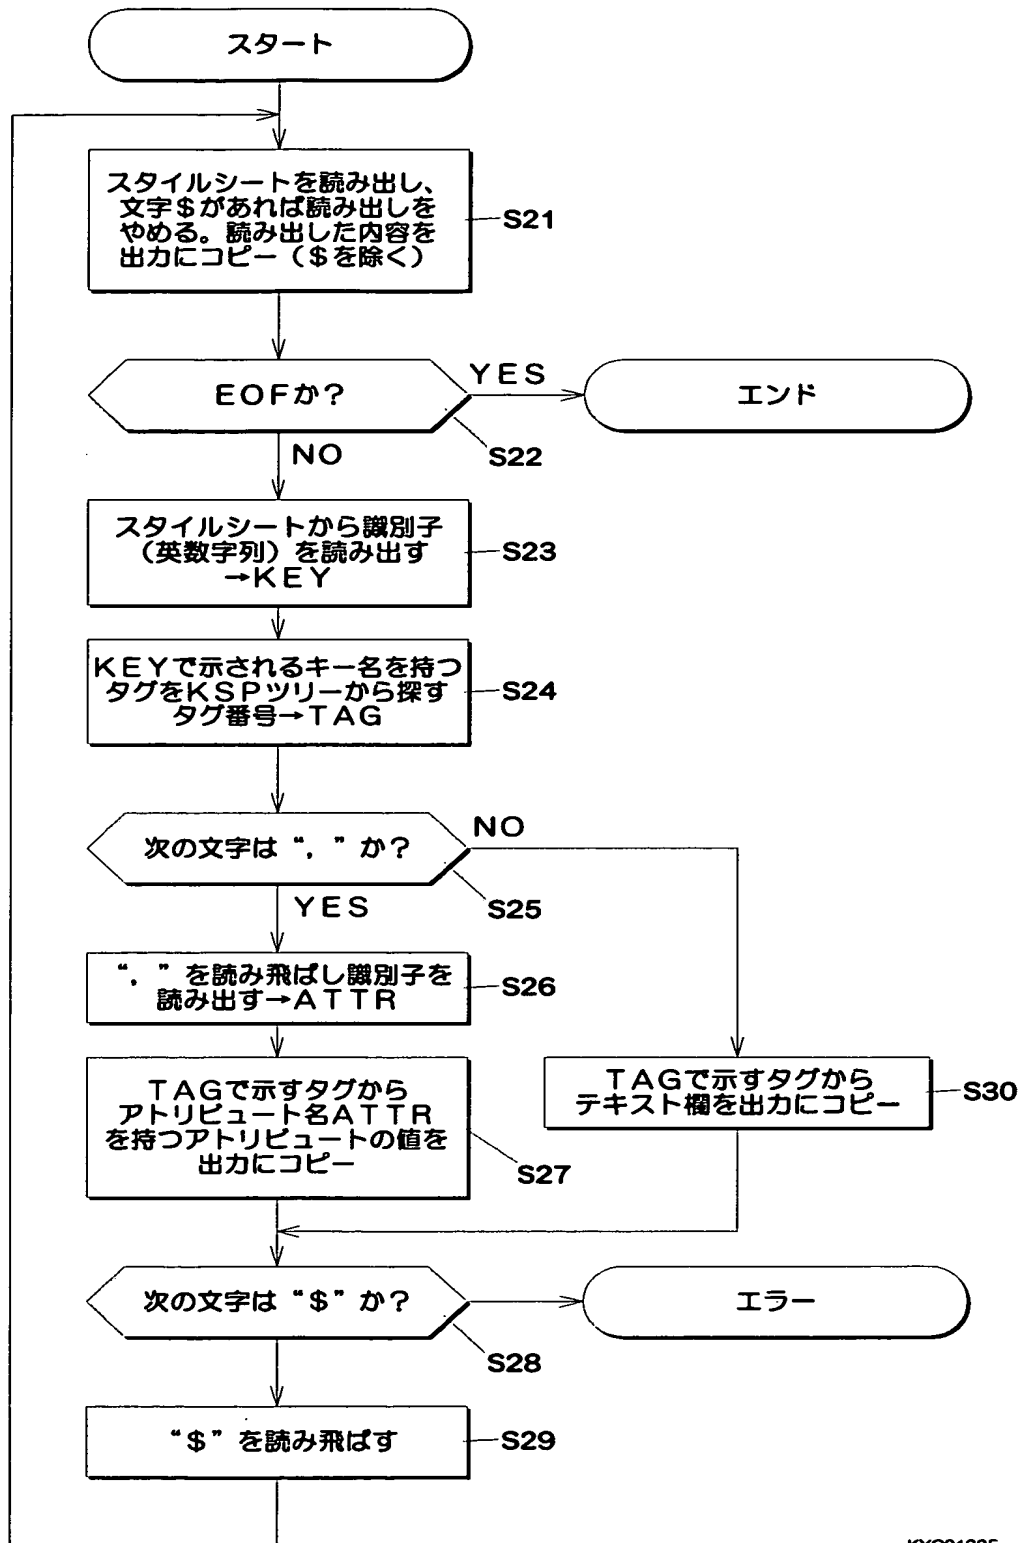 スタート
スタイルシートを読み出し、
文字$があれば読み出しを
やめる。読み出した内容を
出力にコピー($を除く)
S21
EOFか?
YES
エンド
S22
NO
スタイルシートから識別子
(英数字列)を読み出す
→KEY
S23
KEYで示されるキー名を持つ
タグをKSPツリーから探す
タグ番号→TAG
S24
次の文字は“，”か?
NO
S25
YES
“，”を読み飛ばし識別子を
読み出す→ATTR
S26
TAGで示すタグから
アトリビュート名ATTR
を持つアトリビュートの値を
出力にコピー
S27
TAGで示すタグから
テキスト欄を出力にコピー
S30
次の文字は“$”か?
エラー
S28
“$”を読み飛ばす
S29